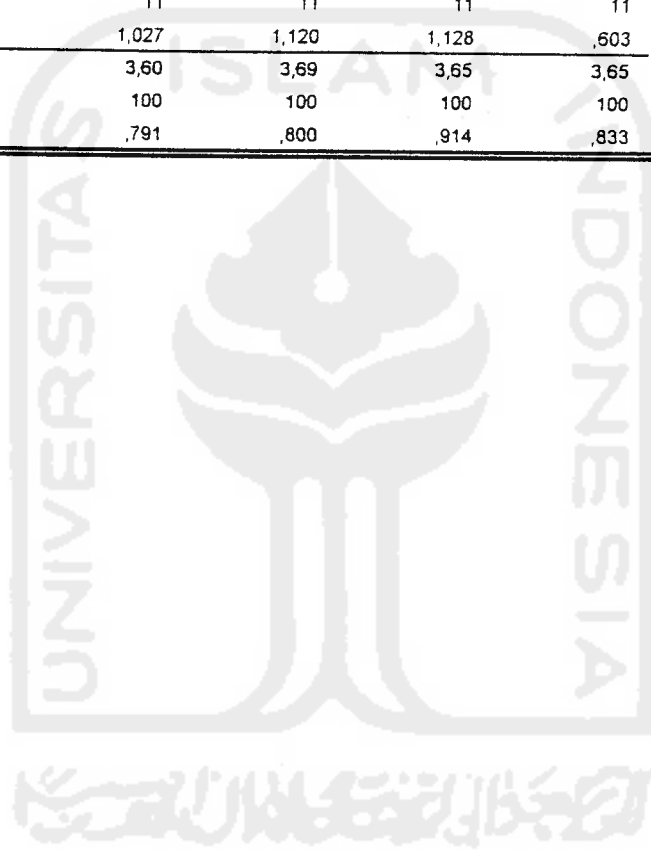 11 11 11 11
1,027 1,120 1,128 ,603
3,60 3,69 3,65 3,65
100 100 100 100
,791 ,800 ,914 ,833
ISLAM
UNIVERSITAS
INDONESIA